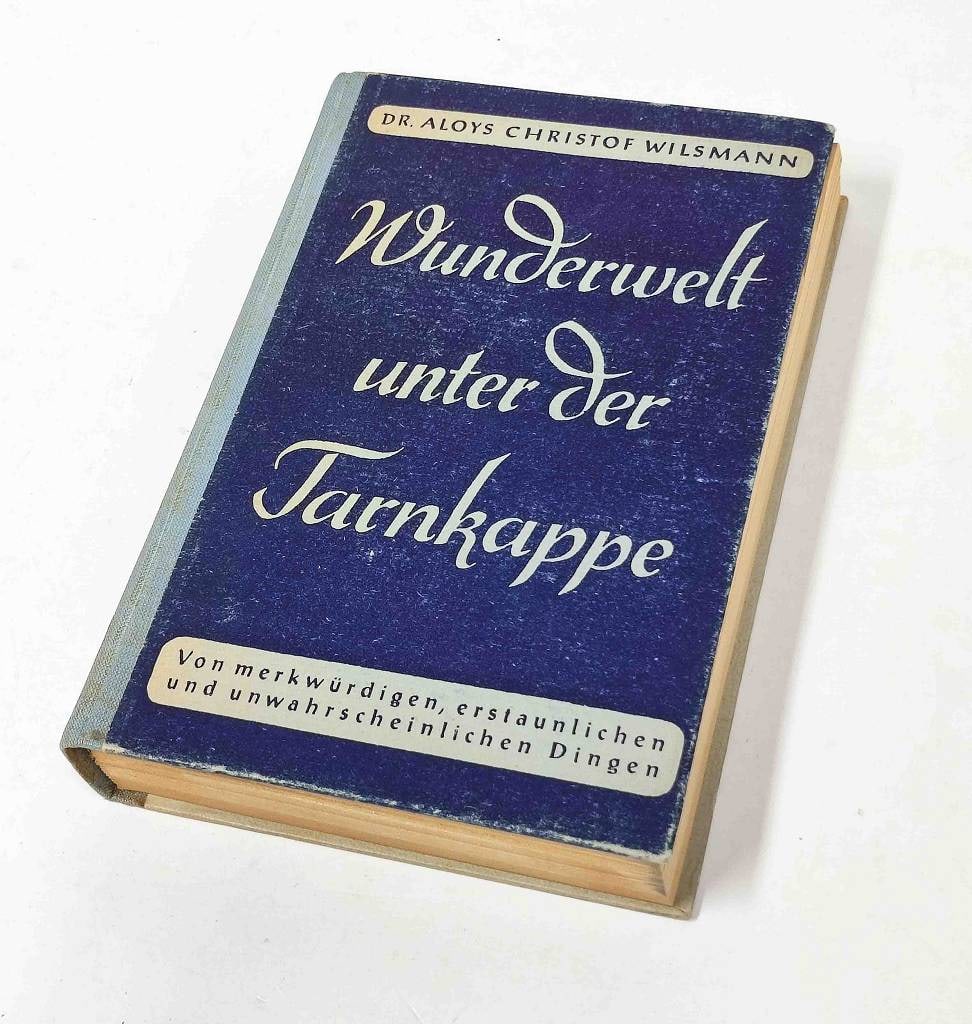 DR. ALOYS CHRISTOF WILSMANN
Wunderwelt
unter der
Tarnkappe
Von merkwürdigen, erstaunlichen
und unwahrscheinlichen Dingen